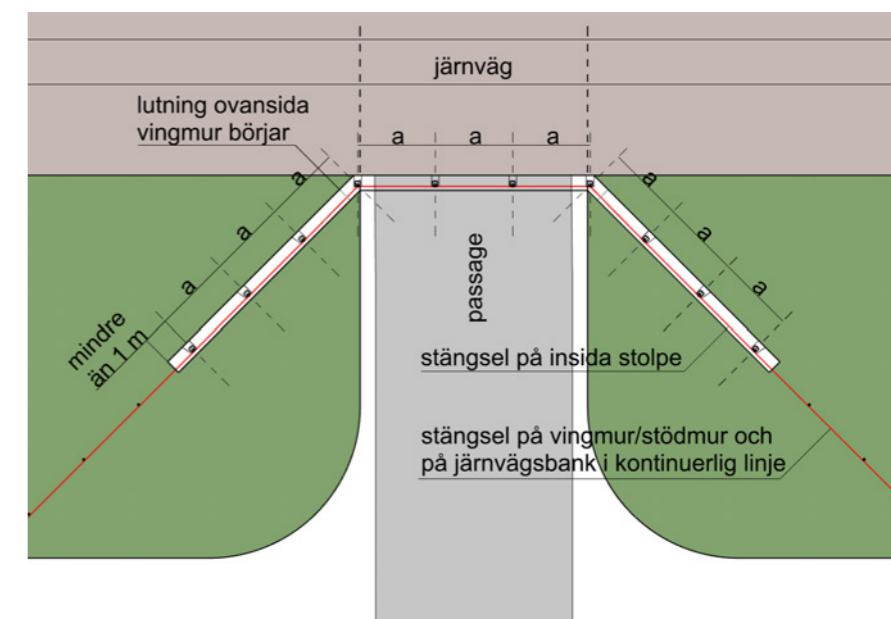 järnväg
lutning ovansida
vingmur börjar
a
a
a
a
a
a
a
a
a
mindre
än 1 m
passage
stängsel på insida stolpe
stängsel på vingmur/stödmur och
på järnvägsbank i kontinuerlig linje